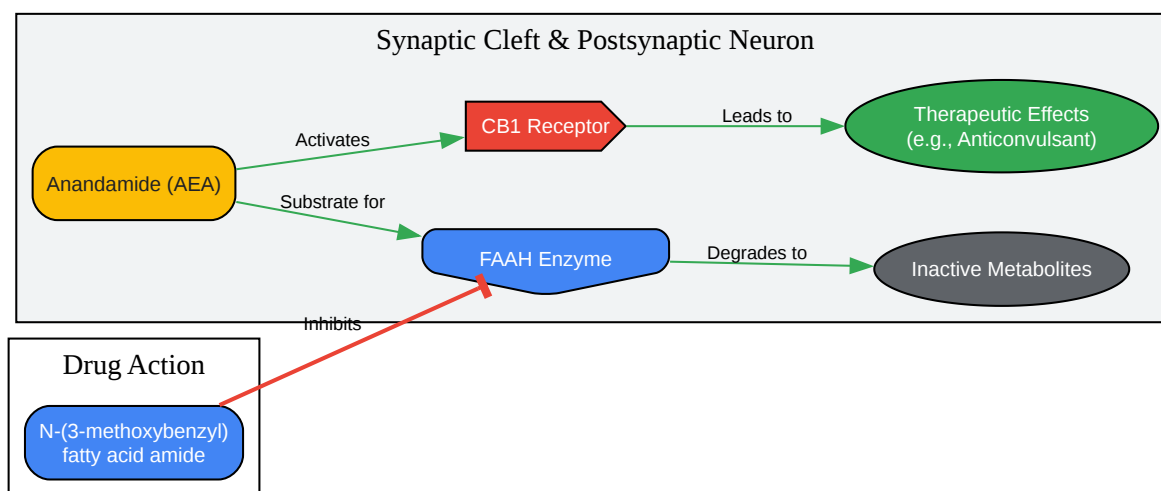 Synaptic Cleft & Postsynaptic Neuron
Anandamide (AEA)
Activates
CB1 Receptor
Leads to
Therapeutic Effects
(e.g., Anticonvulsant)
Substrate for
FAAH Enzyme
Degrades to
Inactive Metabolites
Inhibits
Drug Action
N-(3-methoxybenzyl)
fatty acid amide